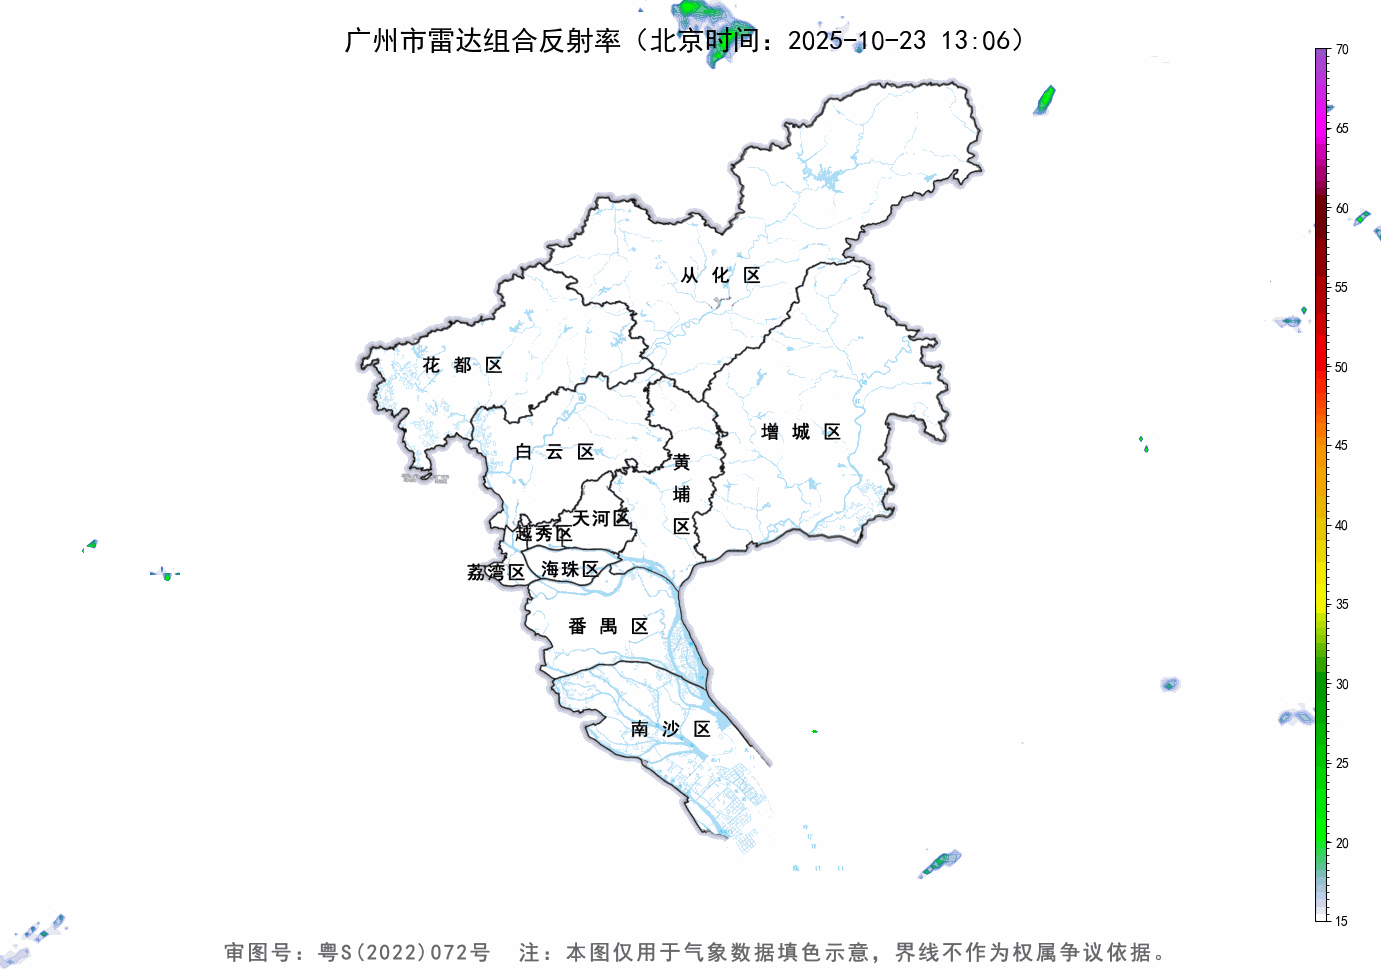 广州市雷达组合反射率（北京时间：2025-10-23 13:06）
70
65
60
55
50
45
40
35
30
25
20
15
从化区
花都区
增城区
白云区
黄埔区
天河区
越秀区
荔湾区
海珠区
番禺区
南沙区
审图号：粤S(2022)072号 注：本图仅用于气象数据填色示意，界线不作为权属争议依据。